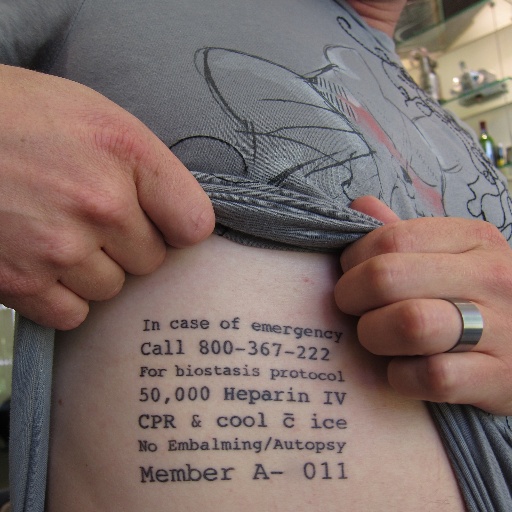 In case of emergency
Call 800-367-222
For biostasis protocol
50,000 Heparin IV
CPR & cool c̄ ice
No Embalming/Autopsy
Member A- 011